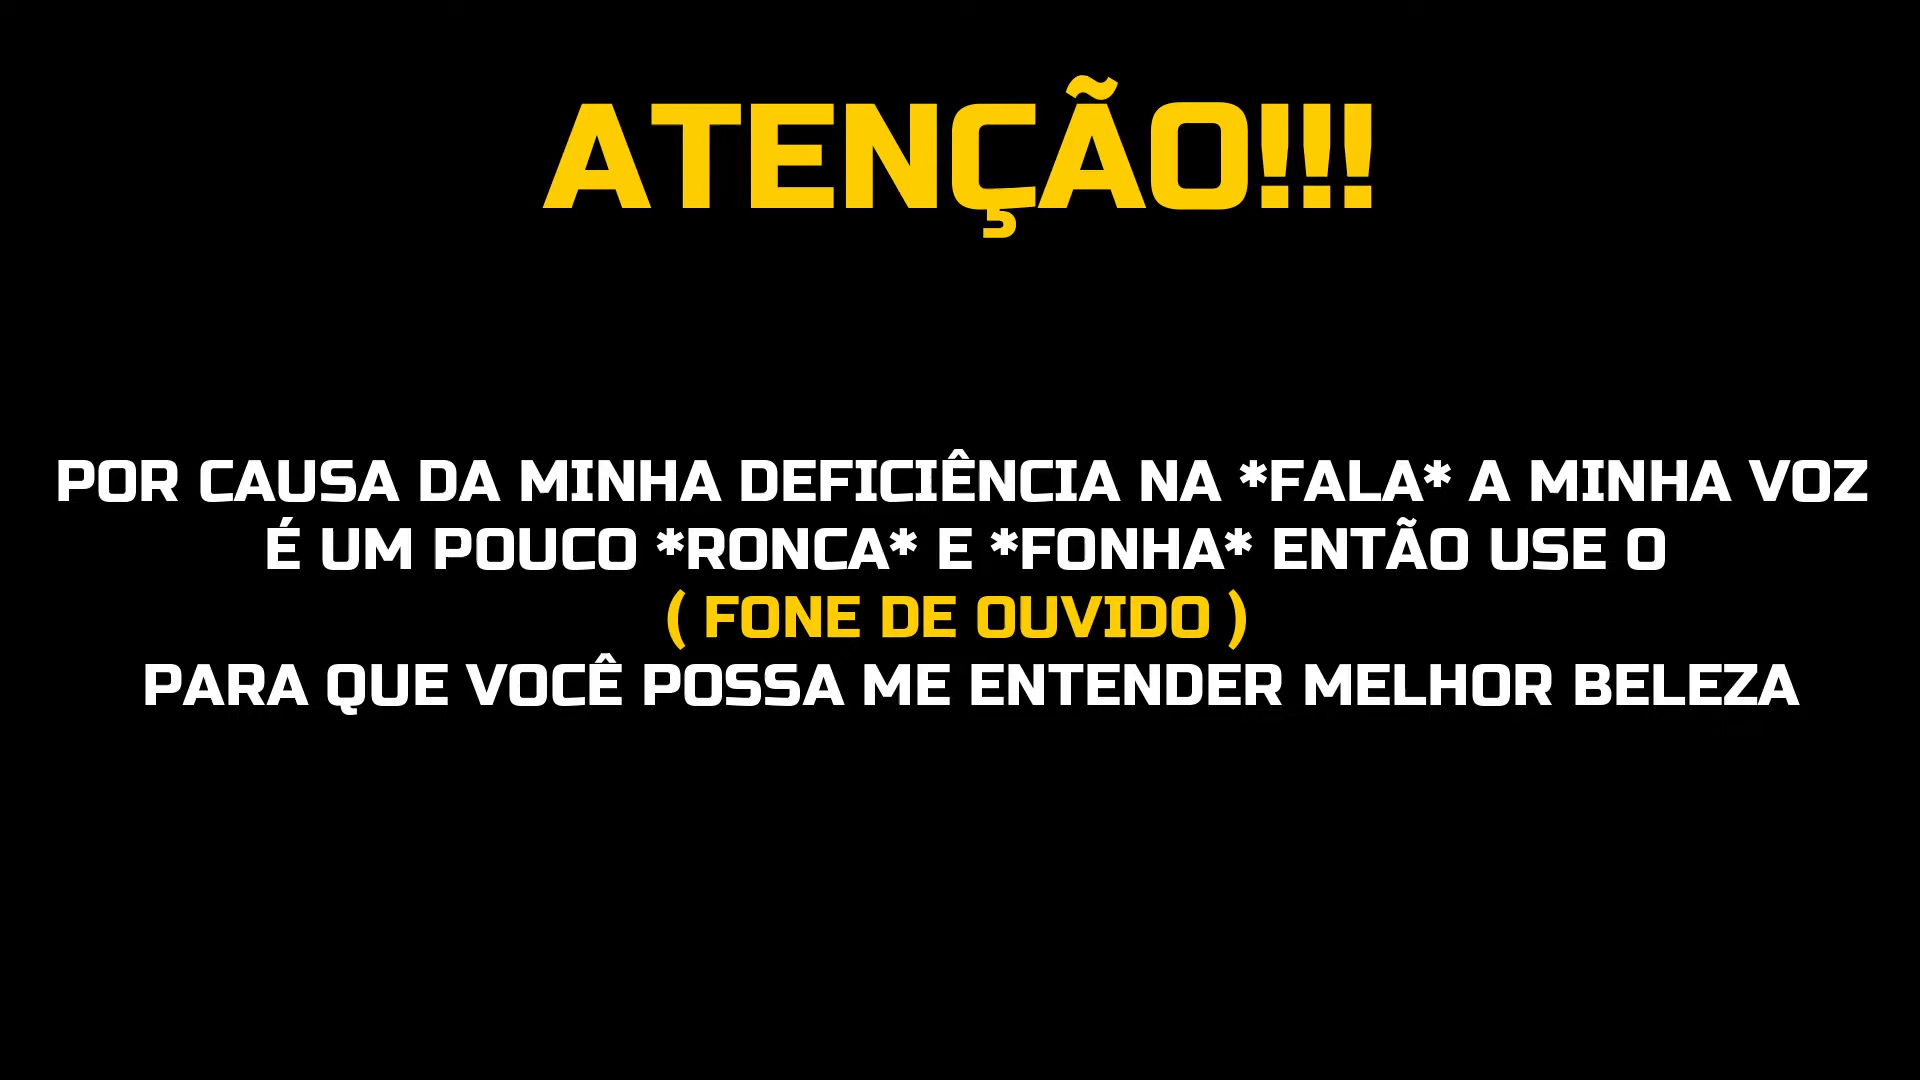 ATENÇÃO!!!
POR CAUSA DA MINHA DEFICIÊNCIA NA *FALA* A MINHA VOZ
É UM POUCO *RONCA* E *FONHA* ENTÃO USE O
( FONE DE OUVIDO )
PARA QUE VOCÊ POSSA ME ENTENDER MELHOR BELEZA